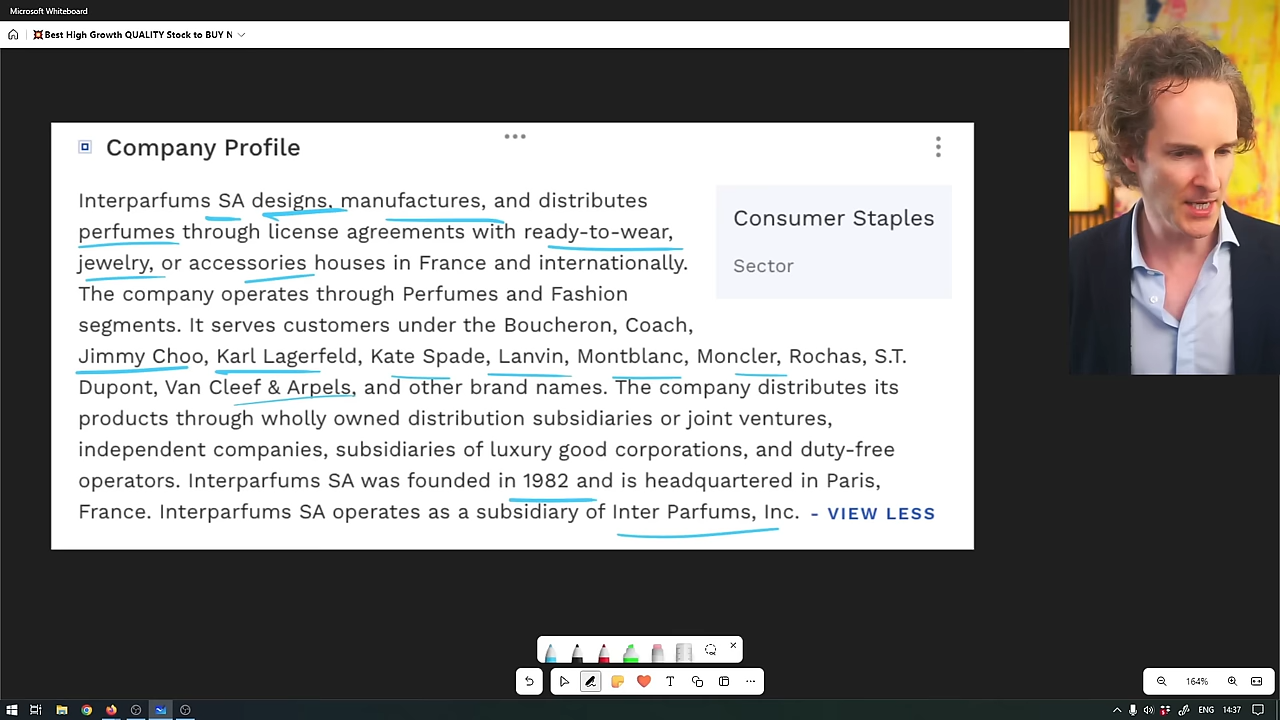 Microsoft Whiteboard
💥Best High Growth QUALITY Stock to BUY N
Company Profile
Interparfums SA designs, manufactures, and distributes
perfumes through license agreements with ready-to-wear,
jewelry, or accessories houses in France and internationally.
The company operates through Perfumes and Fashion
segments. It serves customers under the Boucheron, Coach,
Jimmy Choo, Karl Lagerfeld, Kate Spade, Lanvin, Montblanc, Moncler, Rochas, S.T.
Dupont, Van Cleef & Arpels, and other brand names. The company distributes its
products through wholly owned distribution subsidiaries or joint ventures,
independent companies, subsidiaries of luxury good corporations, and duty-free
operators. Interparfums SA was founded in 1982 and is headquartered in Paris,
France. Interparfums SA operates as a subsidiary of Inter Parfums, Inc. - VIEW LESS
Consumer Staples
Sector
164%
ENG 14:37